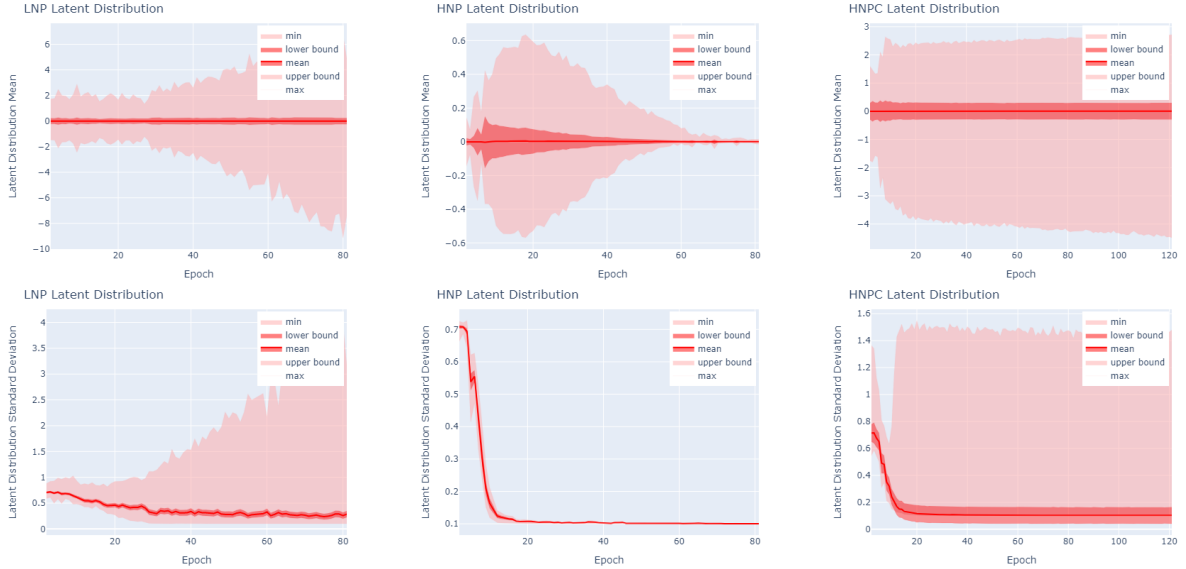 LNP Latent Distribution
Latent Distribution Mean
6
4
2
0
−2
−4
−6
−8
−10
20
40
60
80
Epoch
min
lower bound
mean
upper bound
max
HNP Latent Distribution
Latent Distribution Mean
0.6
0.4
0.2
0
−0.2
−0.4
−0.6
20
40
60
80
Epoch
min
lower bound
mean
upper bound
max
HNPC Latent Distribution
Latent Distribution Mean
3
2
1
0
−1
−2
−3
−4
20
40
60
80
100
120
Epoch
min
lower bound
mean
upper bound
max
LNP Latent Distribution
Latent Distribution Standard Deviation
4
3.5
3
2.5
2
1.5
1
0.5
0
20
40
60
80
Epoch
min
lower bound
mean
upper bound
max
HNP Latent Distribution
Latent Distribution Standard Deviation
0.7
0.6
0.5
0.4
0.3
0.2
0.1
20
40
60
80
Epoch
min
lower bound
mean
upper bound
max
HNPC Latent Distribution
Latent Distribution Standard Deviation
1.6
1.4
1.2
1
0.8
0.6
0.4
0.2
0
20
40
60
80
100
120
Epoch
min
lower bound
mean
upper bound
max